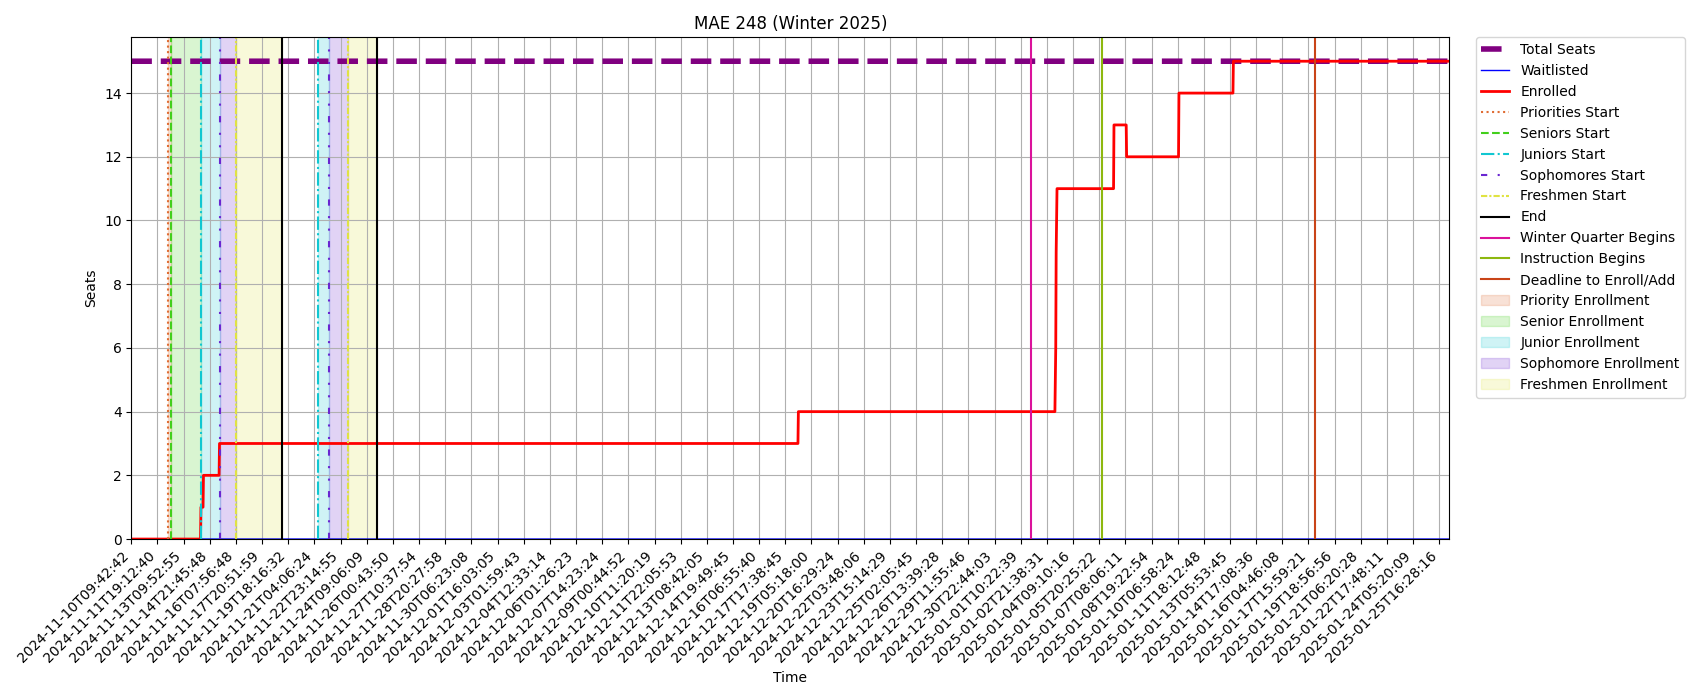 MAE 248 (Winter 2025)
Seats
14
12
10
8
6
4
2
0
2024-11-10T09:42:42
2024-11-11T19:12:40
2024-11-13T09:52:55
2024-11-14T21:45:48
2024-11-16T07:56:48
2024-11-17T20:51:59
2024-11-19T18:16:32
2024-11-21T04:06:24
2024-11-22T23:14:55
2024-11-24T09:06:09
2024-11-26T00:43:50
2024-11-27T10:37:54
2024-11-28T20:27:58
2024-11-30T06:23:08
2024-12-01T16:03:05
2024-12-03T01:59:43
2024-12-04T12:33:14
2024-12-06T01:26:23
2024-12-07T14:23:24
2024-12-09T00:44:52
2024-12-10T11:20:19
2024-12-11T22:05:53
2024-12-13T08:42:05
2024-12-14T19:49:45
2024-12-16T06:55:40
2024-12-17T17:38:45
2024-12-19T05:18:00
2024-12-20T16:29:24
2024-12-22T03:48:06
2024-12-23T15:14:29
2024-12-25T02:05:45
2024-12-26T13:39:28
2024-12-29T11:55:46
2024-12-30T22:44:03
2025-01-01T10:22:39
2025-01-02T21:38:31
2025-01-04T09:10:16
2025-01-05T20:25:22
2025-01-07T08:06:11
2025-01-08T19:22:54
2025-01-10T06:58:24
2025-01-11T18:12:48
2025-01-13T05:53:45
2025-01-14T17:08:36
2025-01-16T04:46:08
2025-01-17T15:59:21
2025-01-19T18:56:56
2025-01-21T06:20:28
2025-01-22T17:48:11
2025-01-24T05:20:09
2025-01-25T16:28:16
Time
Total Seats
Waitlisted
Enrolled
Priorities Start
Seniors Start
Juniors Start
Sophomores Start
Freshmen Start
End
Winter Quarter Begins
Instruction Begins
Deadline to Enroll/Add
Priority Enrollment
Senior Enrollment
Junior Enrollment
Sophomore Enrollment
Freshmen Enrollment